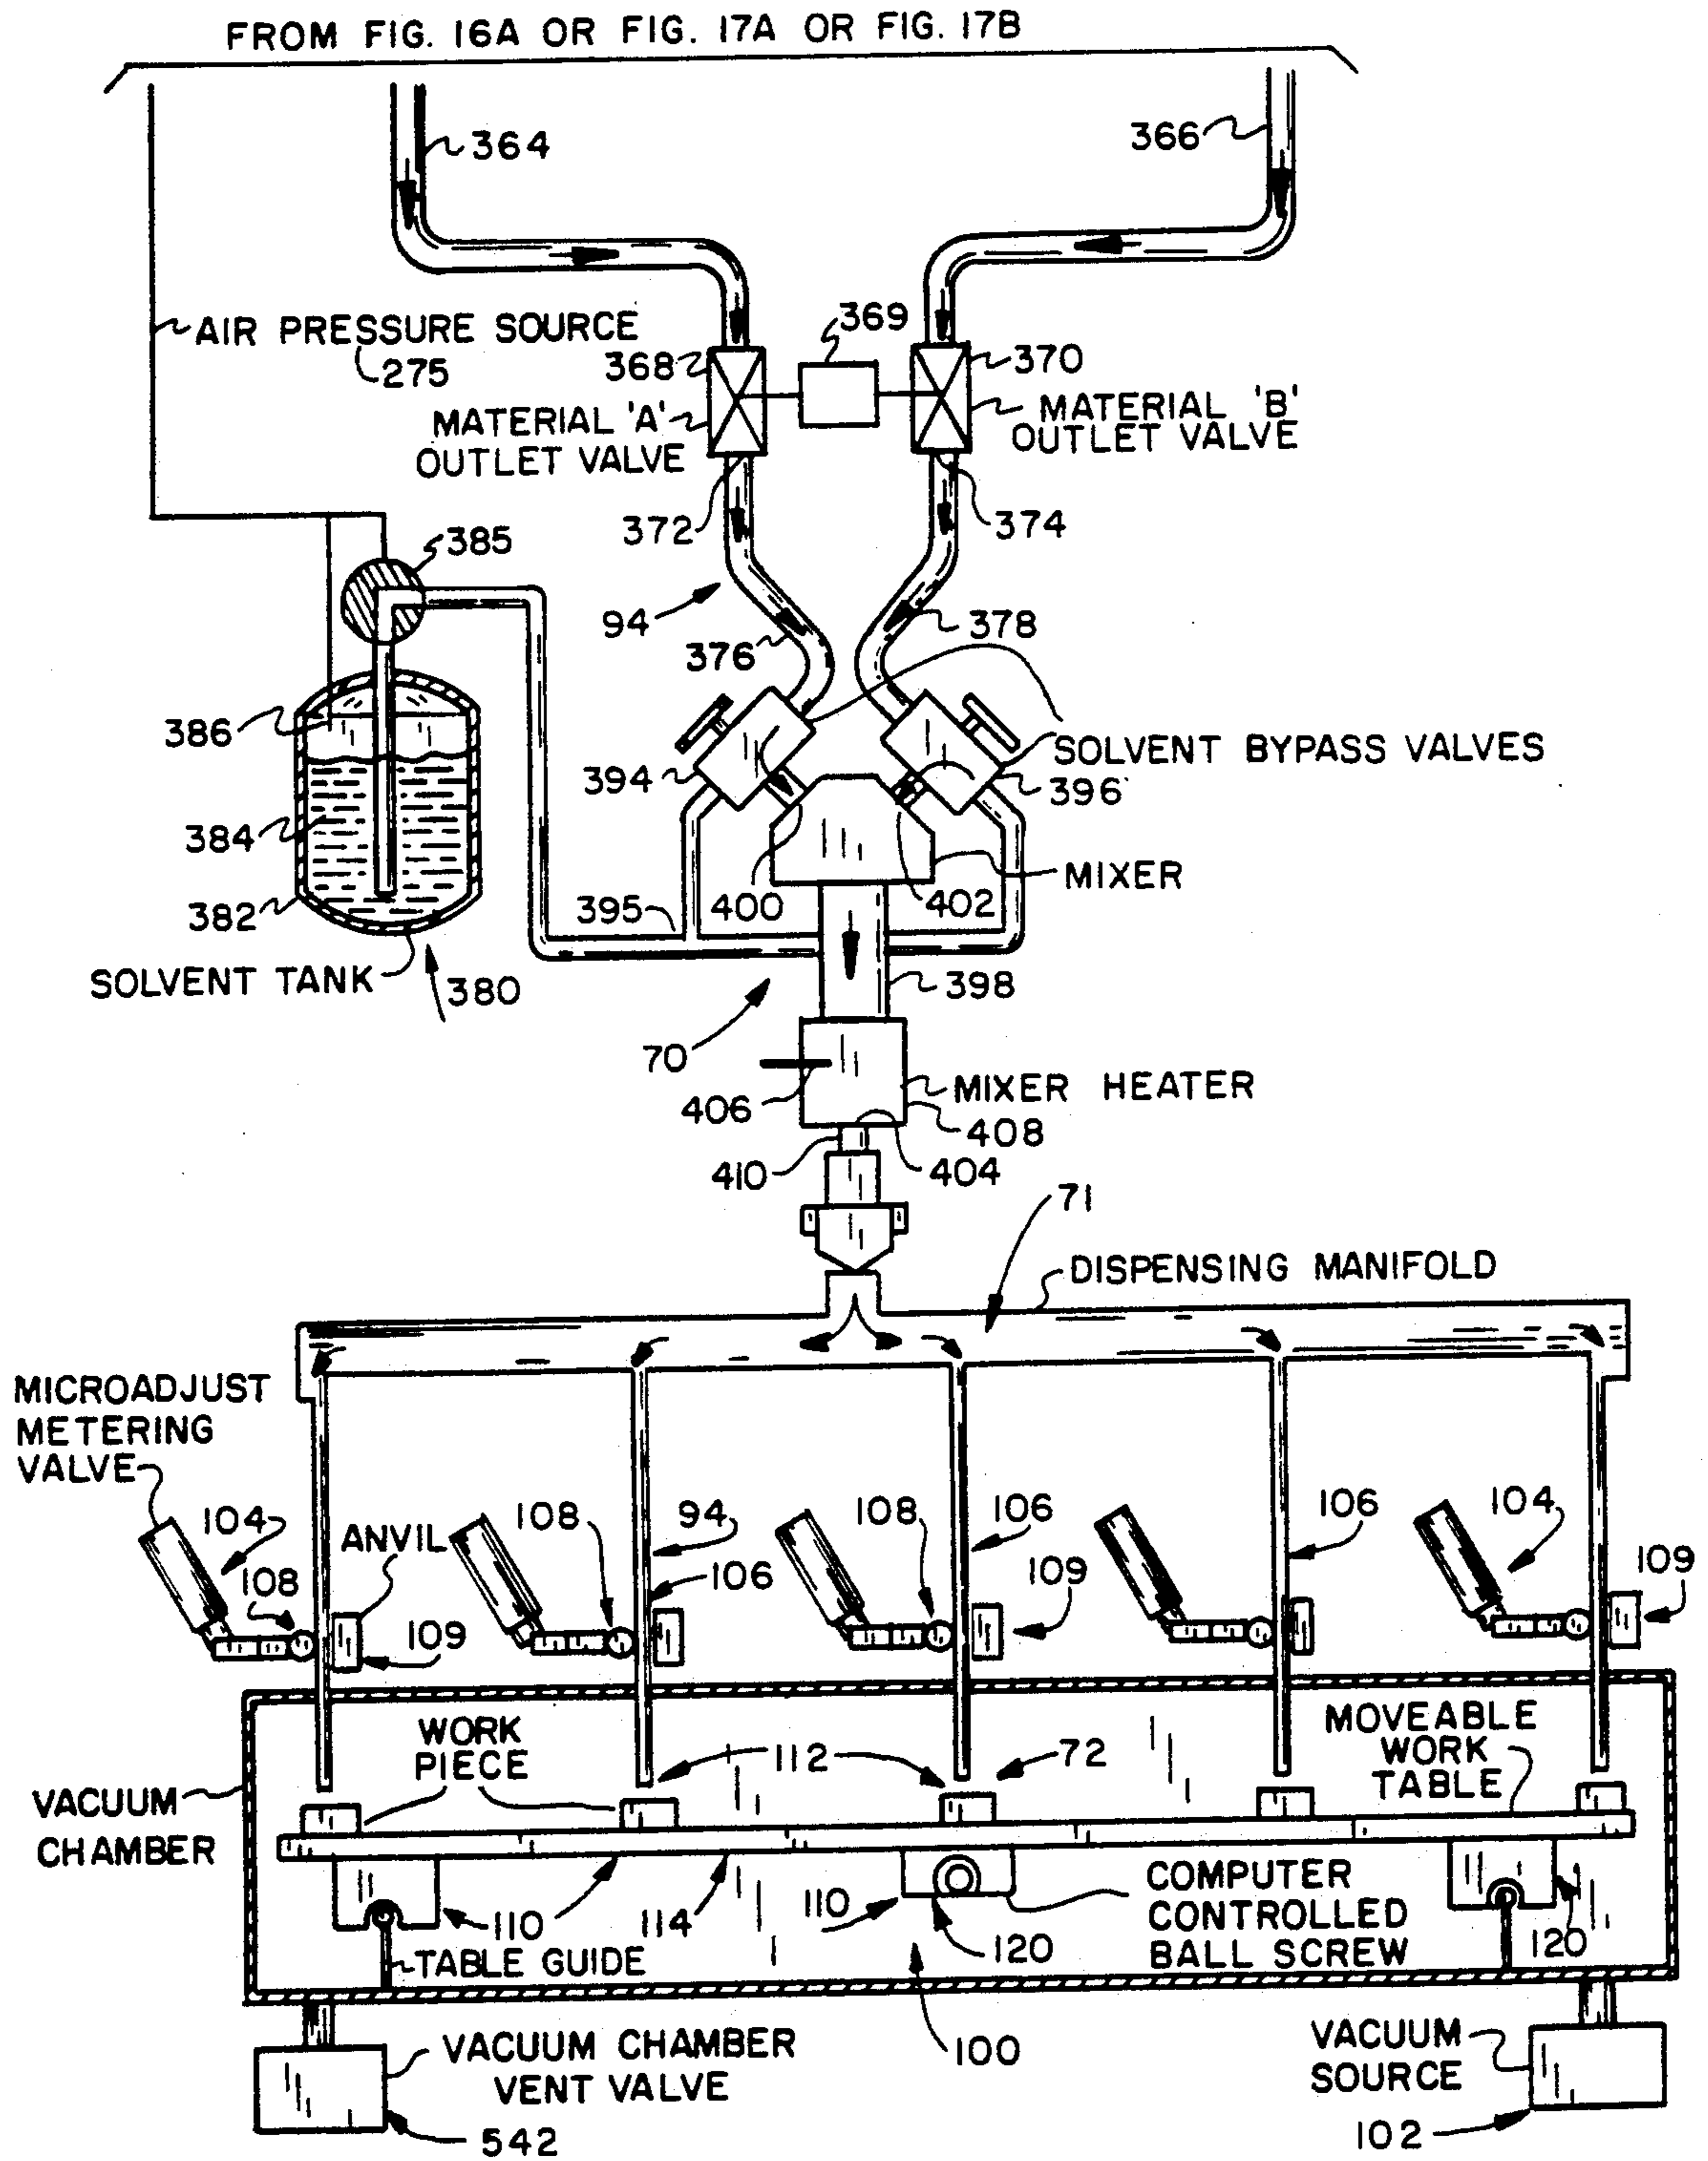 FROM FIG. 16A OR FIG. 17A OR FIG. 17B
364
366
AIR PRESSURE SOURCE
275
369
368
370
MATERIAL 'A'
OUTLET VALVE
MATERIAL 'B'
OUTLET VALVE
372
374
385
94
376
378
386
394
SOLVENT BYPASS VALVES
396
384
382
395
400
402
MIXER
SOLVENT TANK
380
398
70
406
MIXER HEATER
408
410
404
71
DISPENSING MANIFOLD
MICROADJUST
METERING
VALVE
104
ANVIL
108
94
108
106
106
104
108
106
109
109
109
WORK
PIECE
112
72
MOVEABLE
WORK
TABLE
VACUUM
CHAMBER
110
114
110
120
COMPUTER
CONTROLLED
BALL SCREW
120
TABLE GUIDE
100
VACUUM CHAMBER
VENT VALVE
542
VACUUM
SOURCE
102